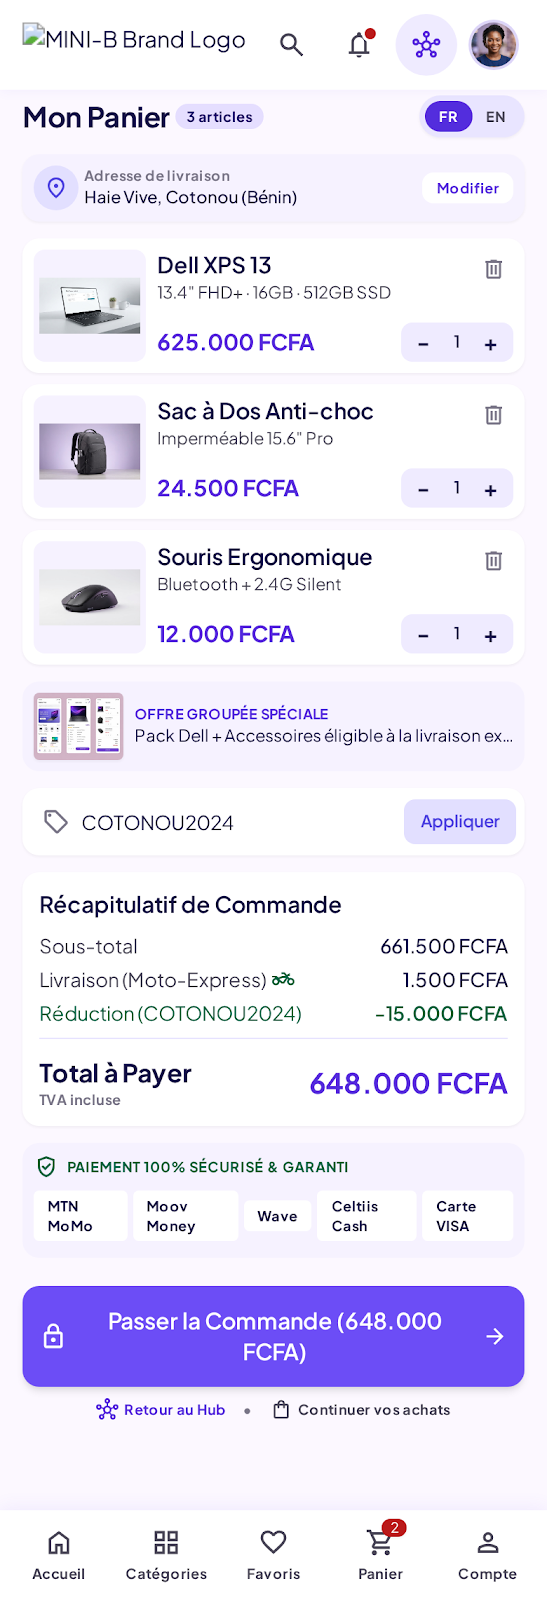 MINI-B Brand Logo
Mon Panier
3 articles
FR
EN
Adresse de livraison
Haie Vive, Cotonou (Bénin)
Modifier
Dell XPS 13
13.4" FHD+ · 16GB · 512GB SSD
625.000 FCFA
- 1 +
Sac à Dos Anti-choc
Imperméable 15.6" Pro
24.500 FCFA
- 1 +
Souris Ergonomique
Bluetooth + 2.4G Silent
12.000 FCFA
- 1 +
OFFRE GROUPÉE SPÉCIALE
Pack Dell + Accessoires éligible à la livraison ex...
COTONOU2024
Appliquer
Récapitulatif de Commande
Sous-total 661.500 FCFA
Livraison (Moto-Express) 1.500 FCFA
Réduction (COTONOU2024) -15.000 FCFA
Total à Payer
TVA incluse
648.000 FCFA
PAIEMENT 100% SÉCURISÉ & GARANTI
MTN
MoMo
Moov
Money
Wave
Celtiis
Cash
Carte
VISA
Passer la Commande (648.000
FCFA)
Retour au Hub • Continuer vos achats
2
Accueil Catégories Favoris Panier Compte